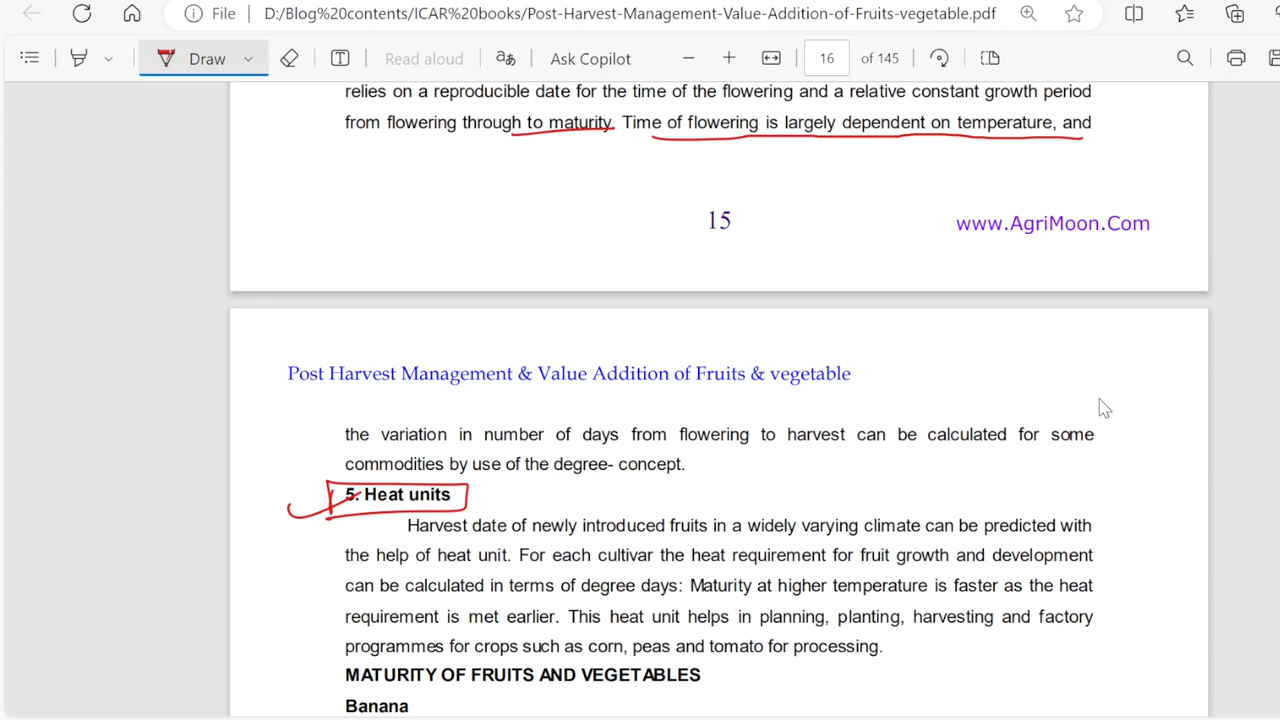 File
D:/Blog%20contents/ICAR%20books/Post-Harvest-Management-Value-Addition-of-Fruits-vegetable.pdf
Draw
Read aloud
aあ
Ask Copilot
16 of 145
relies on a reproducible date for the time of the flowering and a relative constant growth period
from flowering through to maturity. Time of flowering is largely dependent on temperature, and
15
www.AgriMoon.Com
Post Harvest Management & Value Addition of Fruits & vegetable
the variation in number of days from flowering to harvest can be calculated for some
commodities by use of the degree- concept.
5. Heat units
Harvest date of newly introduced fruits in a widely varying climate can be predicted with
the help of heat unit. For each cultivar the heat requirement for fruit growth and development
can be calculated in terms of degree days: Maturity at higher temperature is faster as the heat
requirement is met earlier. This heat unit helps in planning, planting, harvesting and factory
programmes for crops such as corn, peas and tomato for processing.
MATURITY OF FRUITS AND VEGETABLES
Banana